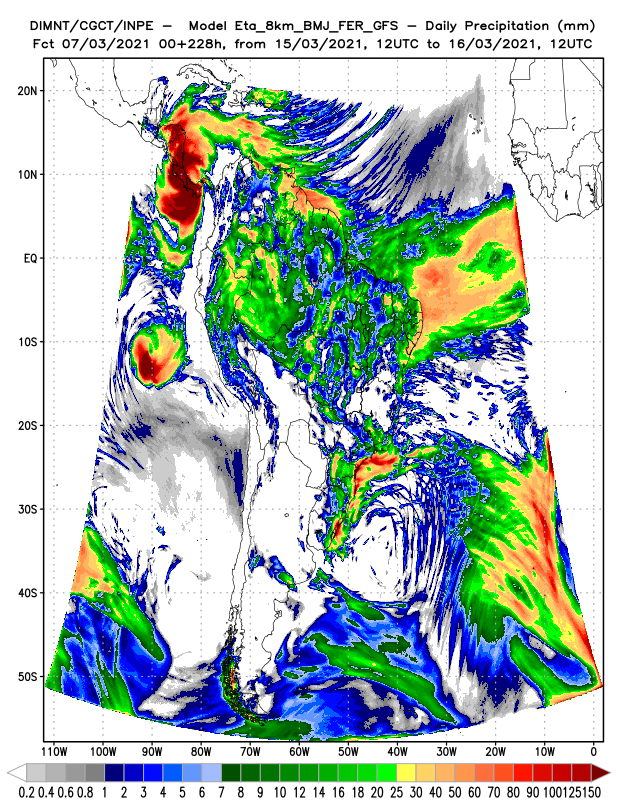 DIMNT/CGCT/INPE – Model Eta_8km_BMJ_FER_GFS – Daily Precipitation (mm)
Fct 07/03/2021 00+228h, from 15/03/2021, 12UTC to 16/03/2021, 12UTC
20N
10N
EQ
10S
20S
30S
40S
50S
110W 100W 90W 80W 70W 60W 50W 40W 30W 20W 10W 0
0.2 0.4 0.6 0.8 1 2 3 4 5 6 7 8 9 10 12 14 16 18 20 25 30 40 50 60 70 80 90 100 125 150